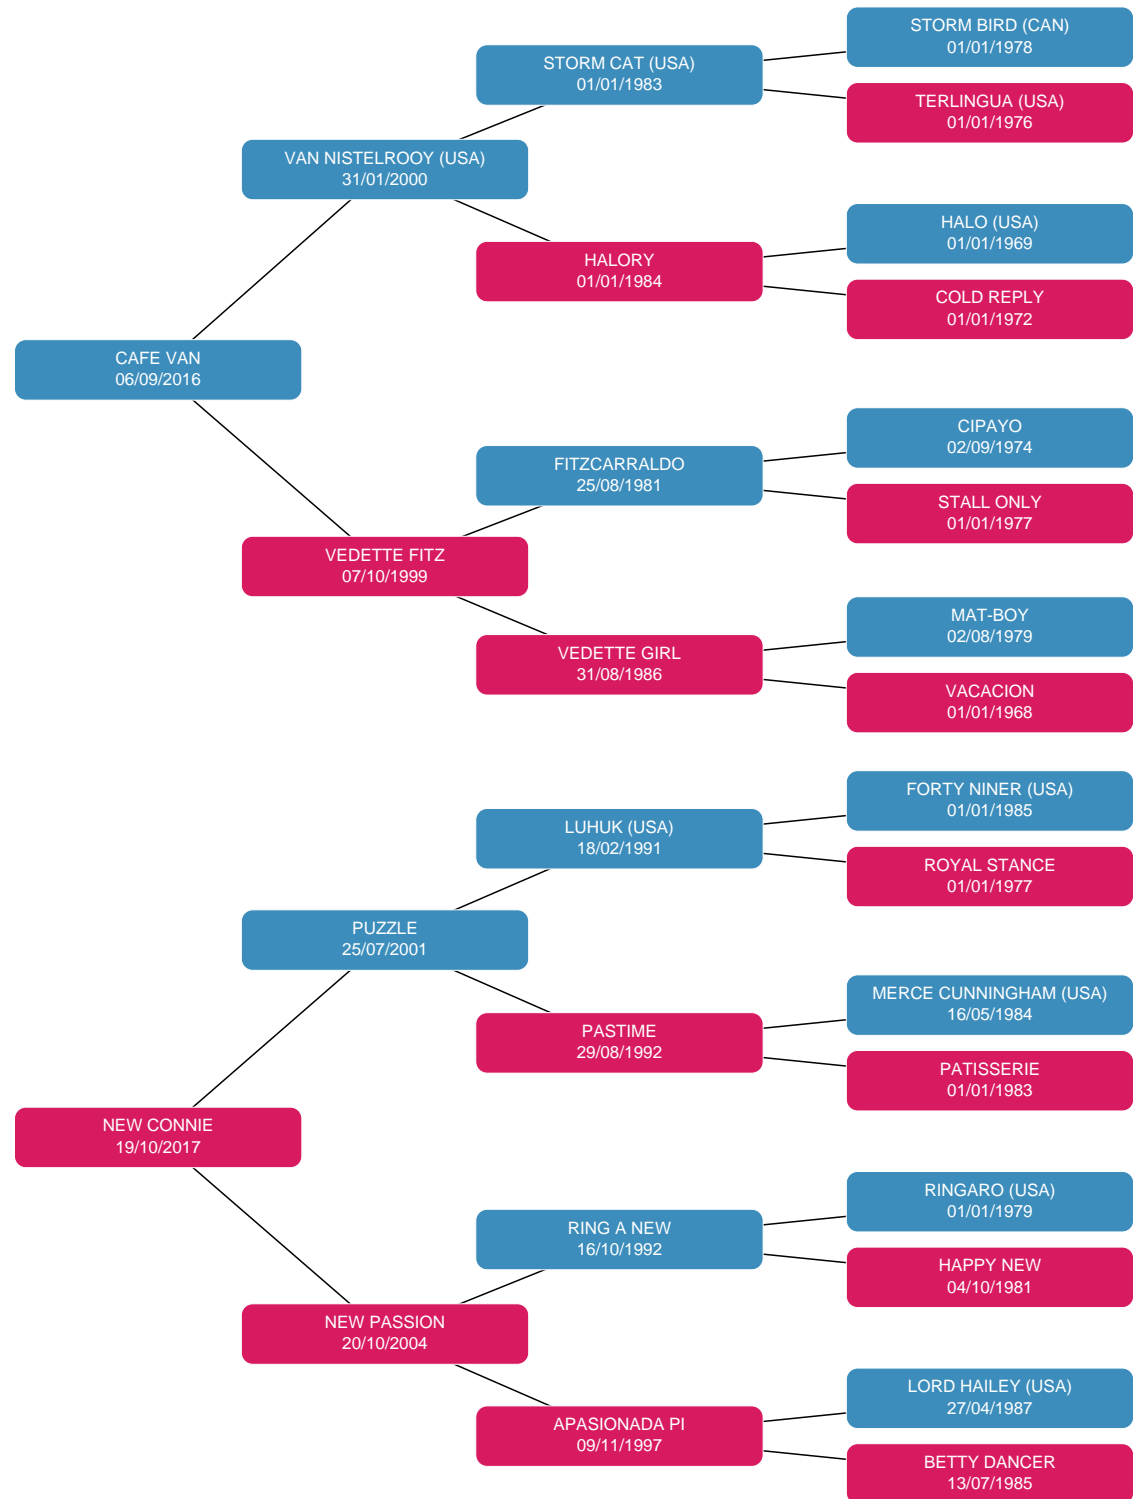 STORM BIRD (CAN)
01/01/1978
STORM CAT (USA)
01/01/1983
TERLINGUA (USA)
01/01/1976
VAN NISTELROOY (USA)
31/01/2000
HALO (USA)
01/01/1969
HALORY
01/01/1984
COLD REPLY
01/01/1972
CAFE VAN
06/09/2016
CIPAYO
02/09/1974
FITZCARRALDO
25/08/1981
STALL ONLY
01/01/1977
VEDETTE FITZ
07/10/1999
MAT-BOY
02/08/1979
VEDETTE GIRL
31/08/1986
VACACION
01/01/1968
FORTY NINER (USA)
01/01/1985
LUHUK (USA)
18/02/1991
ROYAL STANCE
01/01/1977
PUZZLE
25/07/2001
MERCE CUNNINGHAM (USA)
16/05/1984
PASTIME
29/08/1992
PATISSERIE
01/01/1983
NEW CONNIE
19/10/2017
RINGARO (USA)
01/01/1979
RING A NEW
16/10/1992
HAPPY NEW
04/10/1981
NEW PASSION
20/10/2004
LORD HAILEY (USA)
27/04/1987
APASIONADA PI
09/11/1997
BETTY DANCER
13/07/1985